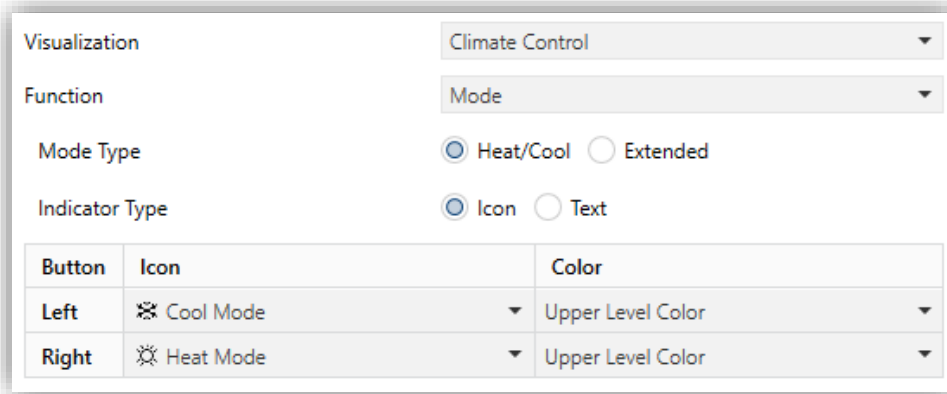 Visualization Climate Control
Function Mode
Mode Type Heat/Cool Extended
Indicator Type Icon Text
Button Icon Color
Left Cool Mode Upper Level Color
Right Heat Mode Upper Level Color